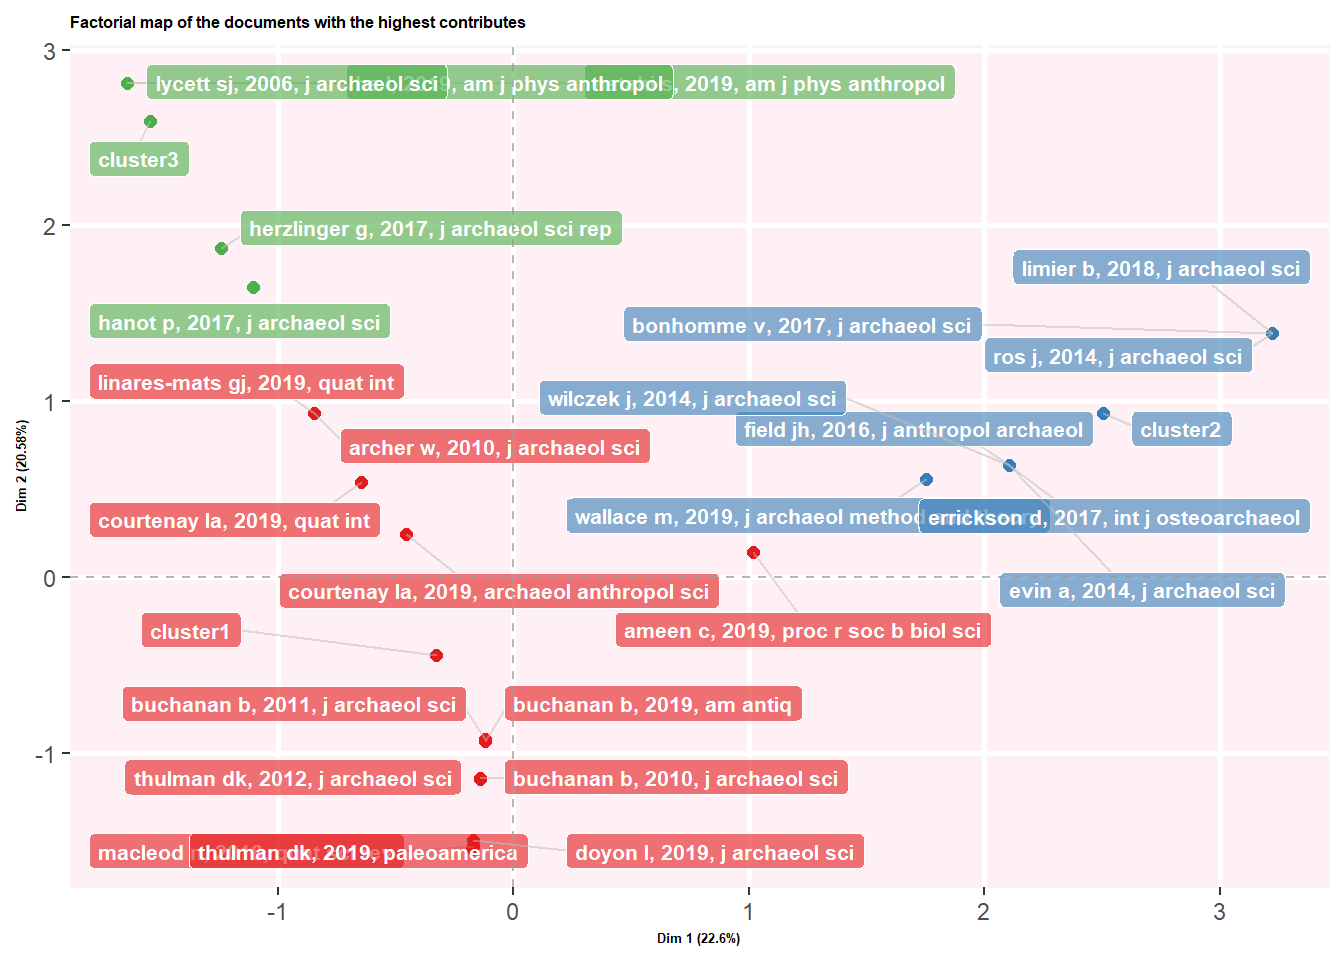 Factorial map of the documents with the highest contributes
3
lycett sj, 2006, j archaeol sci
am j phys anthropol
2019, am j phys anthropol
cluster3
2
herzlinger g, 2017, j archaeol sci rep
limier b, 2018, j archaeol sci
hanot p, 2017, j archaeol sci
bonhomme v, 2017, j archaeol sci
ros j, 2014, j archaeol sci
linares-mats gj, 2019, quat int
1
wilczek j, 2014, j archaeol sci
field jh, 2016, j anthropol archaeol
cluster2
archer w, 2010, j archaeol sci
courtenay la, 2019, quat int
wallace m, 2019, j archaeol method
errickson d, 2017, int j osteoarchaeol
0
courtenay la, 2019, archaeol anthropol sci
evin a, 2014, j archaeol sci
cluster1
ameen c, 2019, proc r soc b biol sci
buchanan b, 2011, j archaeol sci
buchanan b, 2019, am antiq
-1
thulman dk, 2012, j archaeol sci
buchanan b, 2010, j archaeol sci
macleod
thulman dk, 2019, paleoamerica
doyon l, 2019, j archaeol sci
-1
0
1
2
3
Dim 1 (22.6%)
Dim 2 (20.58%)